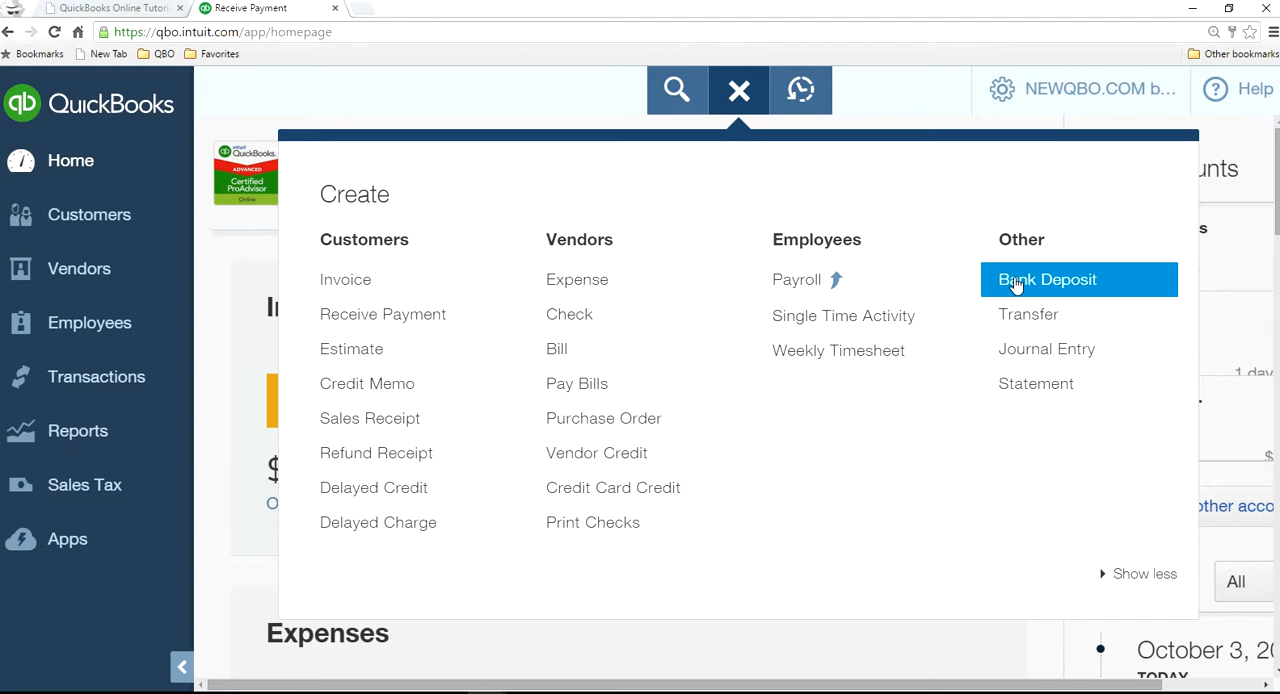 QuickBooks Online Tutori
Receive Payment
https://qbo.intuit.com/app/homepage
Bookmarks New Tab QBO Favorites Other bookmarks
qb QuickBooks
NEWQBO.COM b... ? Help
Home
Customers
Vendors
Employees
Transactions
Reports
Sales Tax
Apps
intuit
QuickBooks.
ADVANCED
Certified
ProAdvisor
Online
Create
Customers
Invoice
Receive Payment
Estimate
Credit Memo
Sales Receipt
Refund Receipt
Delayed Credit
Delayed Charge
Vendors
Expense
Check
Bill
Pay Bills
Purchase Order
Vendor Credit
Credit Card Credit
Print Checks
Employees
Payroll
Single Time Activity
Weekly Timesheet
Other
Bank Deposit
Transfer
Journal Entry
Statement
Show less
In
$
O
Expenses
unts
s
1 day
$
other acco
All
October 3, 20
TODAY